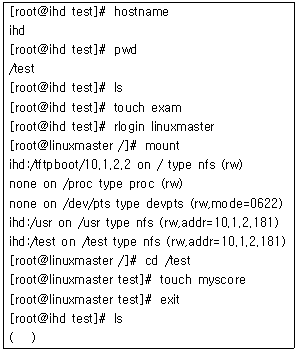 [root@ihd test]# hostname
ihd
[root@ihd test]# pwd
/test
[root@ihd test]# ls
[root@ihd test]# touch exam
[root@ihd test]# rlogin linuxmaster
[root@linuxmaster /]# mount
ihd:/tftpboot/10.1.2.2 on / type nfs (rw)
none on /proc type proc (rw)
none on /dev/pts type devpts (rw,mode=0622)
ihd:/usr on /usr type nfs (rw,addr=10.1.2.181)
ihd:/test on /test type nfs (rw,addr=10.1.2.181)
[root@linuxmaster /]# cd /test
[root@linuxmaster test]# touch myscore
[root@linuxmaster test]# exit
[root@ihd test]# ls
(    )